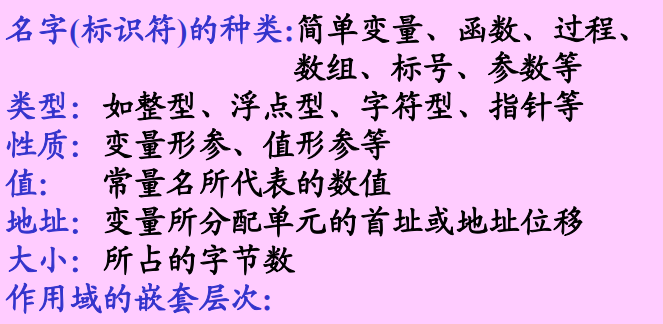 名字(标识符)的种类:简单变量、函数、过程、
数组、标号、参数等
类型: 如整型、浮点型、字符型、指针等
性质: 变量形参、值形参等
值: 常量名所代表的数值
地址: 变量所分配单元的首址或地址位移
大小: 所占的字节数
作用域的嵌套层次: